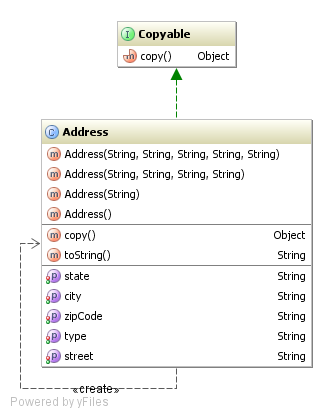 I Copyable
m copy() Object
C Address
m Address(String, String, String, String, String)
m Address(String, String, String, String)
m Address(String)
m Address()
m copy() Object
m toString() String
p state String
p city String
p zipCode String
p type String
p street String
«create»
Powered by yFiles